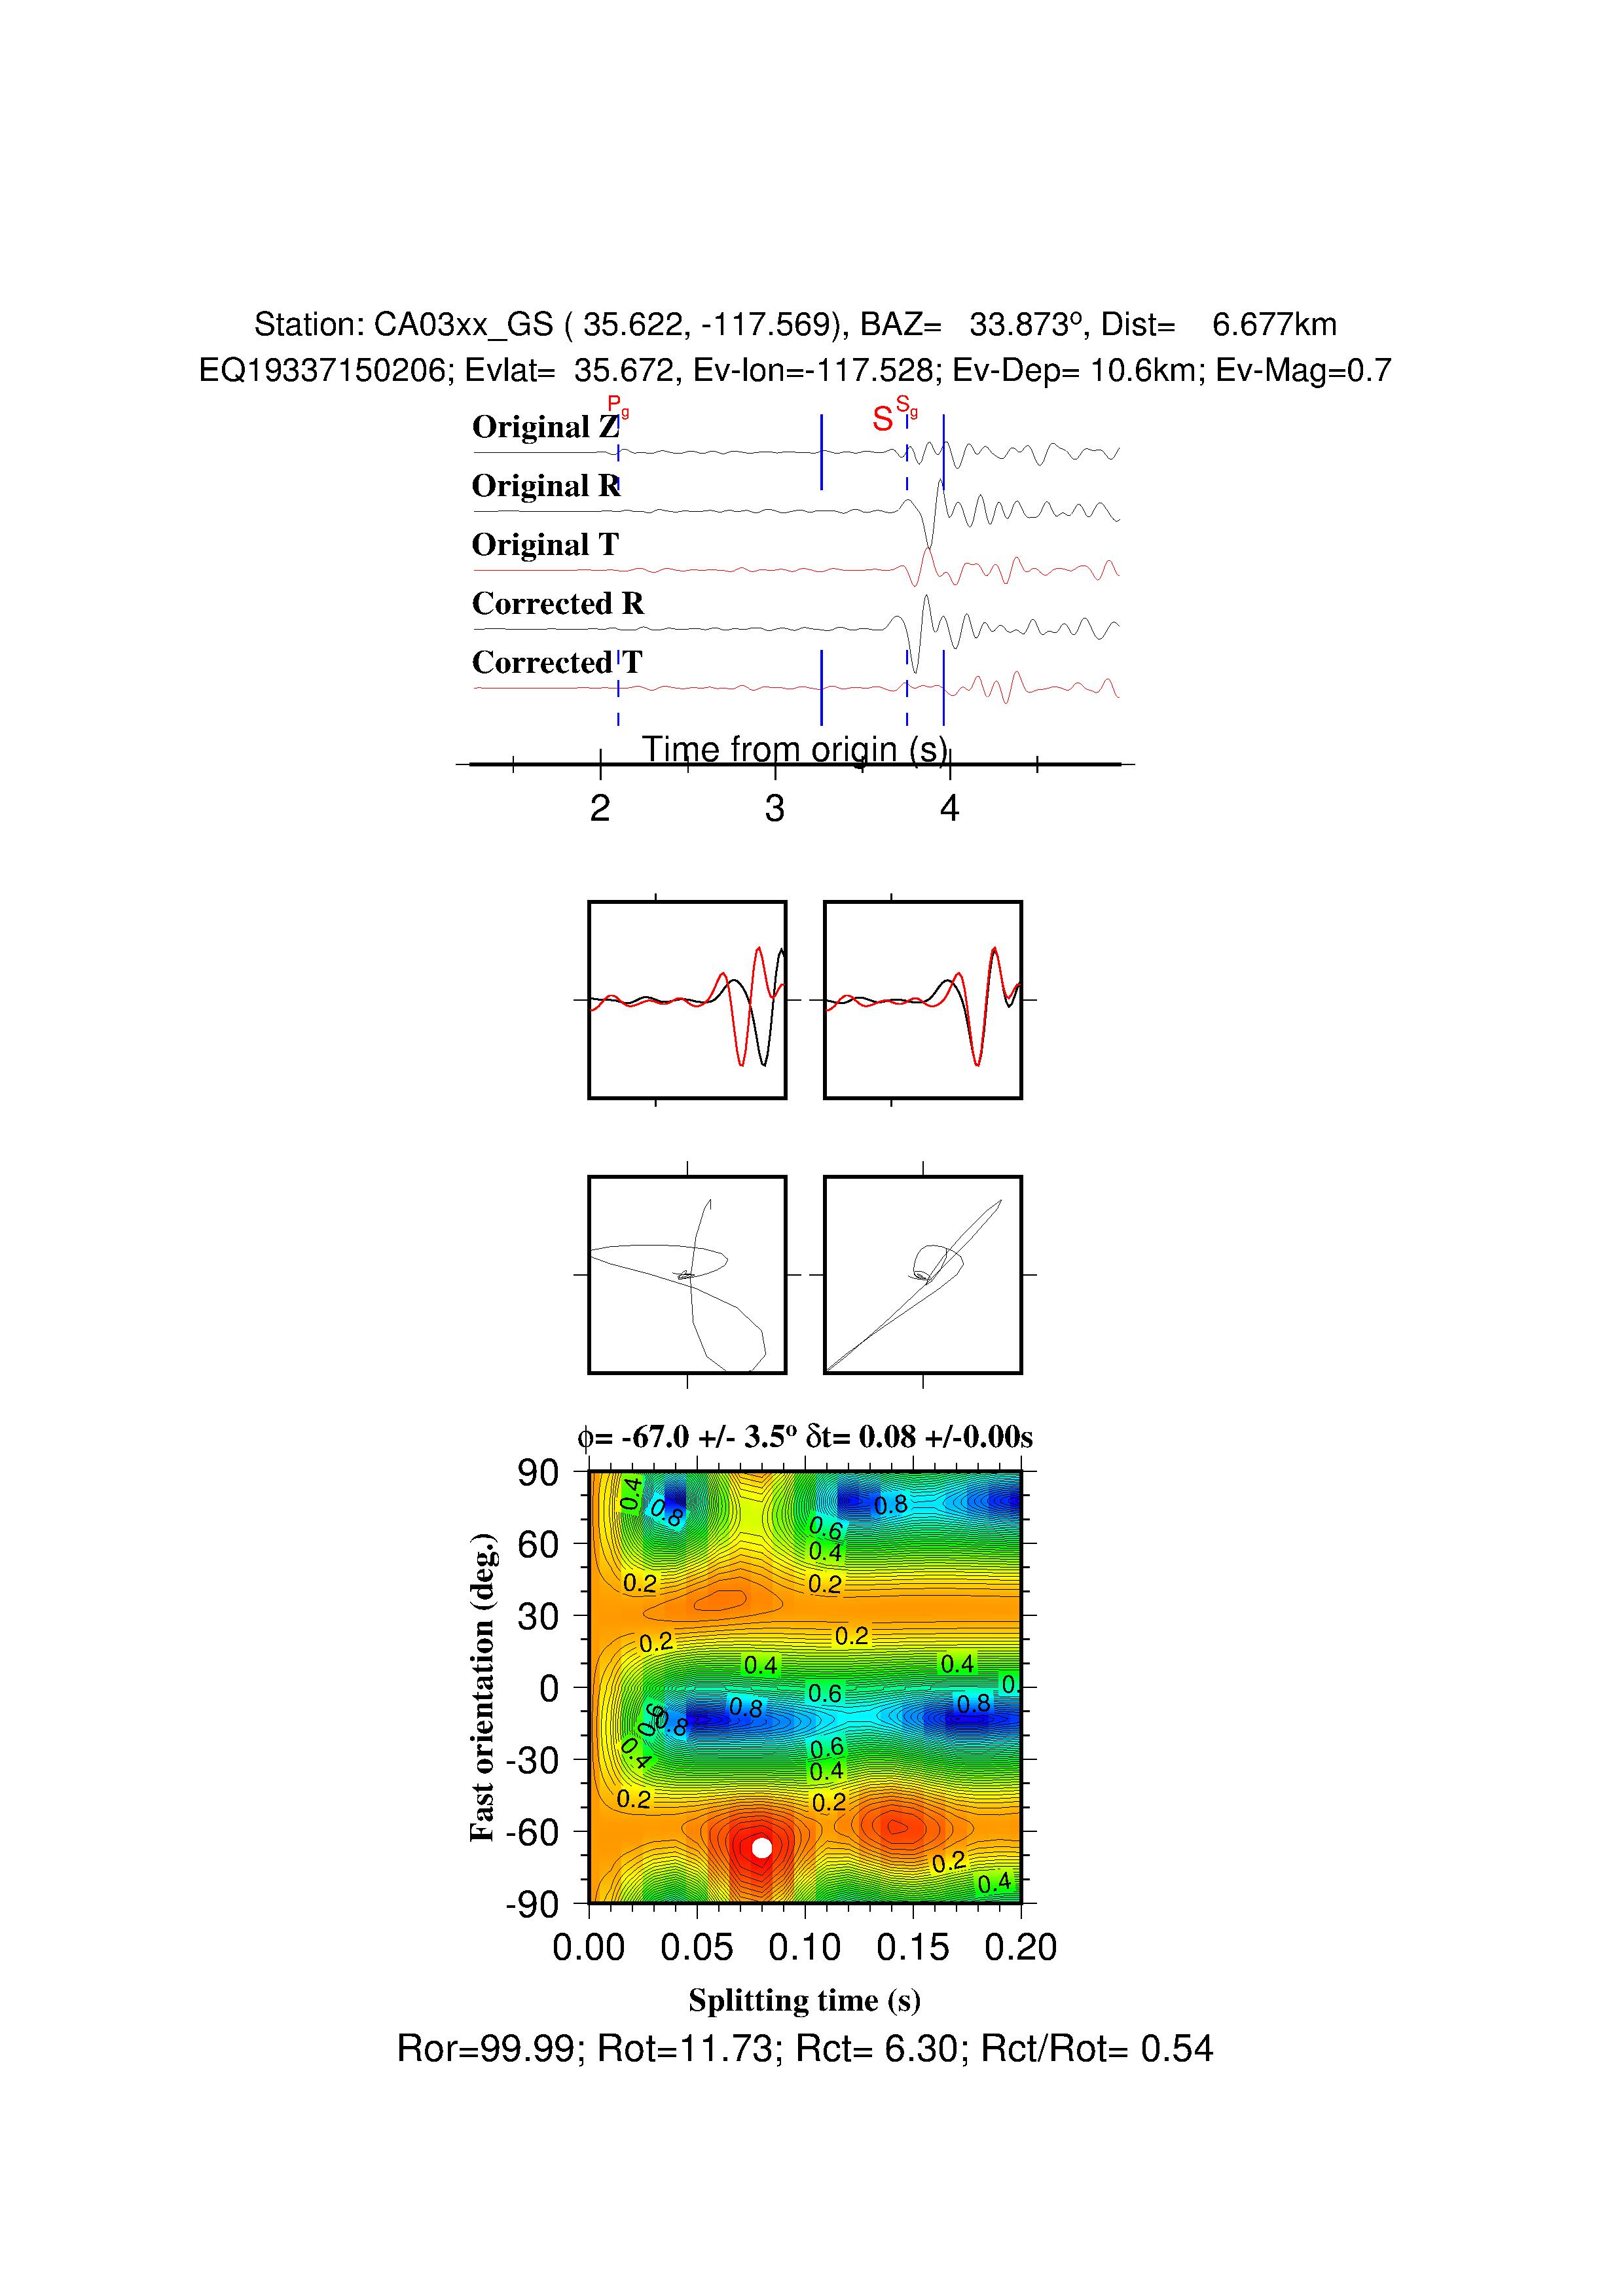 Station: CA03xx_GS ( 35.622, -117.569), BAZ= 33.873º, Dist= 6.677km
EQ19337150206; Evlat= 35.672, Ev-lon=-117.528; Ev-Dep= 10.6km; Ev-Mag=0.7
Pg
S Sg
Original Z
Original R
Original T
Corrected R
Corrected T
Time from origin (s)
2 3 4
ϕ= -67.0 +/- 3.5º δt= 0.08 +/-0.00s
90
60
30
0
-30
-60
-90
Fast orientation (deg.)
0.4 0.8 0.8
0.6
0.4
0.2 0.2
0.2 0.2
0.4 0.4
0.6 0.
0.6 0.8 0.8 0.8
0.4 0.6
0.4
0.2 0.2
0.2
0.4
0.00 0.05 0.10 0.15 0.20
Splitting time (s)
Ror=99.99; Rot=11.73; Rct= 6.30; Rct/Rot= 0.54